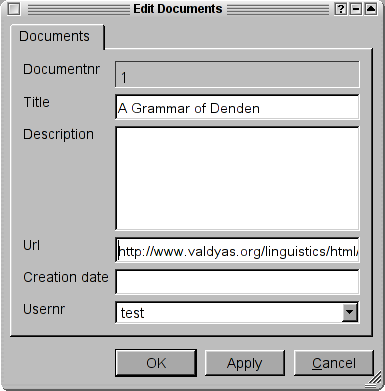 Edit Documents
Documents
Documentnr 1
Title A Grammar of Denden
Description
Url http://www.valdyas.org/linguistics/html/
Creation date
Usernr test
OK Apply Cancel